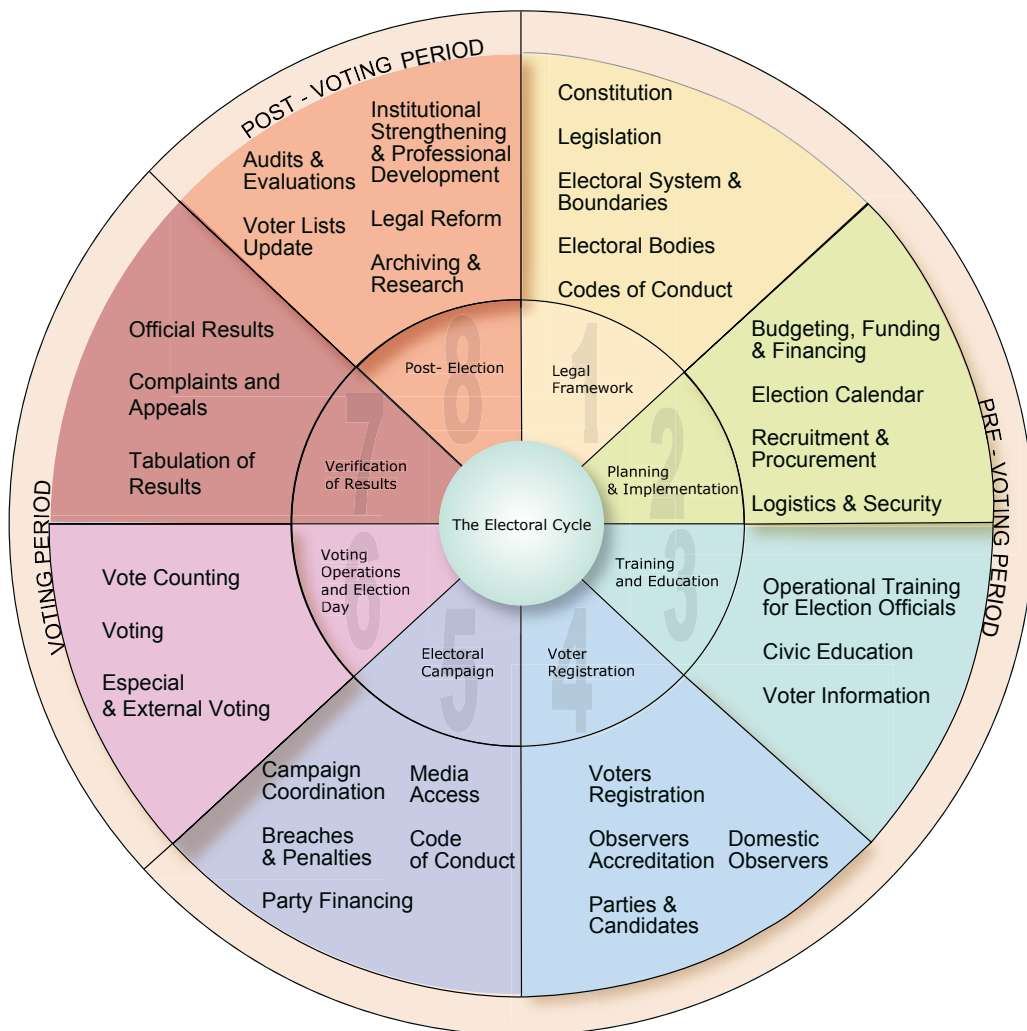 The Electoral Cycle
PRE - VOTING PERIOD
1
Legal
Framework
Constitution
Legislation
Electoral System &
Boundaries
Electoral Bodies
Codes of Conduct
2
Planning
& Implementation
Budgeting, Funding
& Financing
Election Calendar
Recruitment &
Procurement
Logistics & Security
3
Training
and Education
Operational Training
for Election Officials
Civic Education
Voter Information
4
Voter
Registration
Voters
Registration
Observers
Accreditation
Domestic
Observers
Parties &
Candidates
5
Electoral
Campaign
Campaign
Coordination
Media
Access
Breaches
& Penalties
Code
of Conduct
Party Financing
VOTING PERIOD
6
Voting
Operations
and Election
Day
Vote Counting
Voting
Especial
& External Voting
7
Verification
of Results
Official Results
Complaints and
Appeals
Tabulation of
Results
POST - VOTING PERIOD
8
Post- Election
Audits &
Evaluations
Voter Lists
Update
Institutional
Strengthening
& Professional
Development
Legal Reform
Archiving &
Research